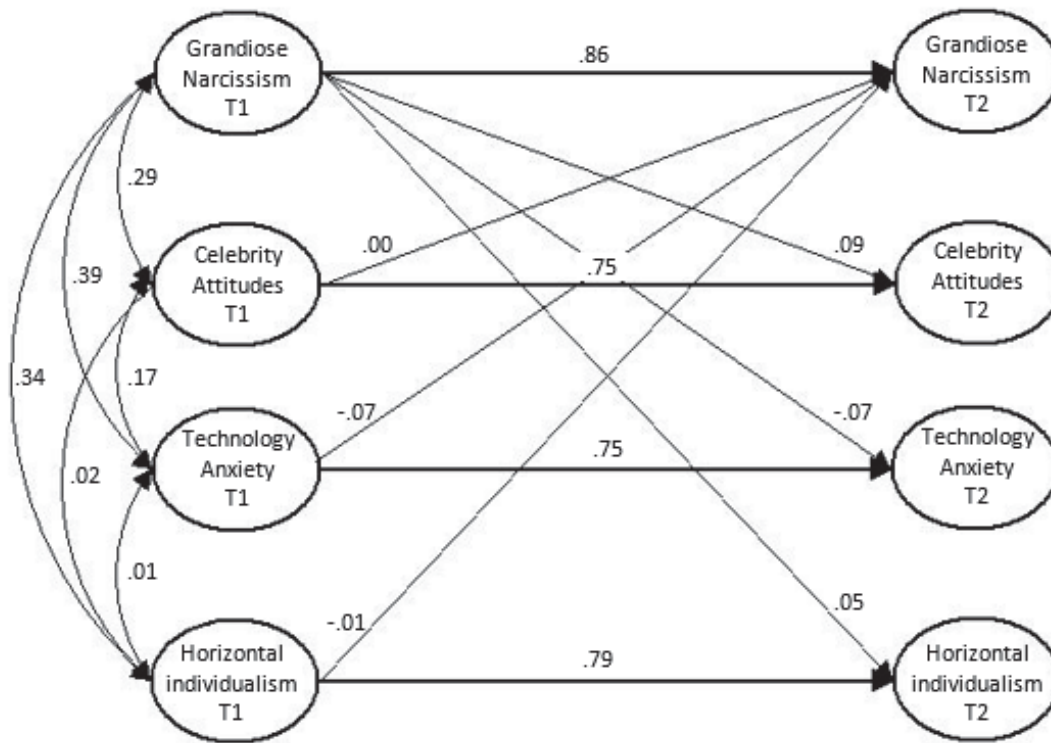 Grandiose
Narcissism
T1
.86
Grandiose
Narcissism
T2
.29
Celebrity
Attitudes
T1
.00
.75
.09
Celebrity
Attitudes
T2
.39
.34
.17
Technology
Anxiety
T1
-.07
.75
-.07
Technology
Anxiety
T2
.02
.01
Horizontal
individualism
T1
-.01
.79
.05
Horizontal
individualism
T2